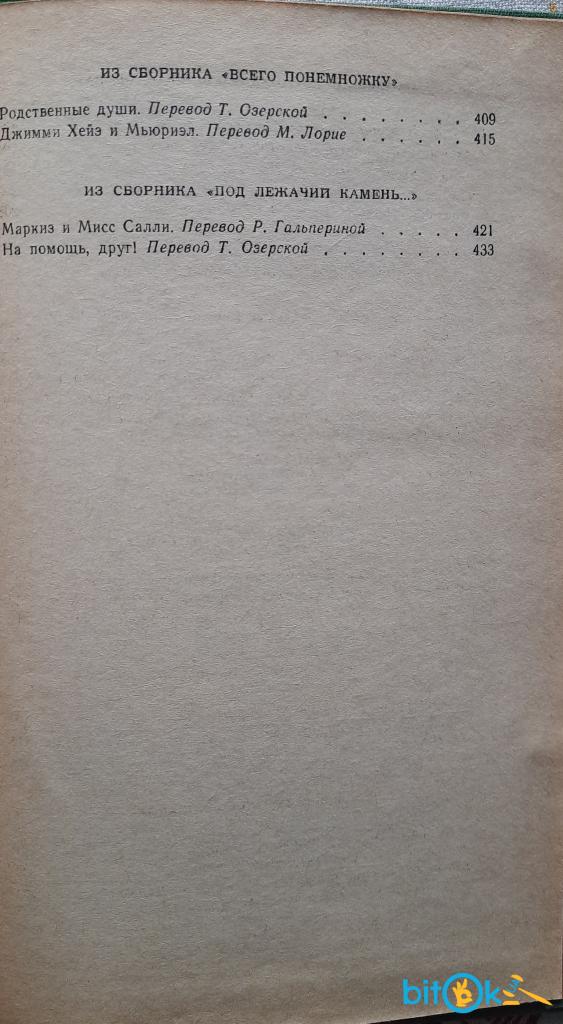 ИЗ СБОРНИКА «ВСЕГО ПОНЕМНОЖКУ»
Родственные души. Перевод Т. Озерской . . . . . . . . 409
Джимми Хейз и Мьюриэл. Перевод М. Лорие . . . . . . 415
ИЗ СБОРНИКА «ПОД ЛЕЖАЧИЙ КАМЕНЬ...»
Маркиз и Мисс Салли. Перевод Р. Гальпериной . . . . . 421
На помощь, друг! Перевод Т. Озерской . . . . . . . . 433
bitOk